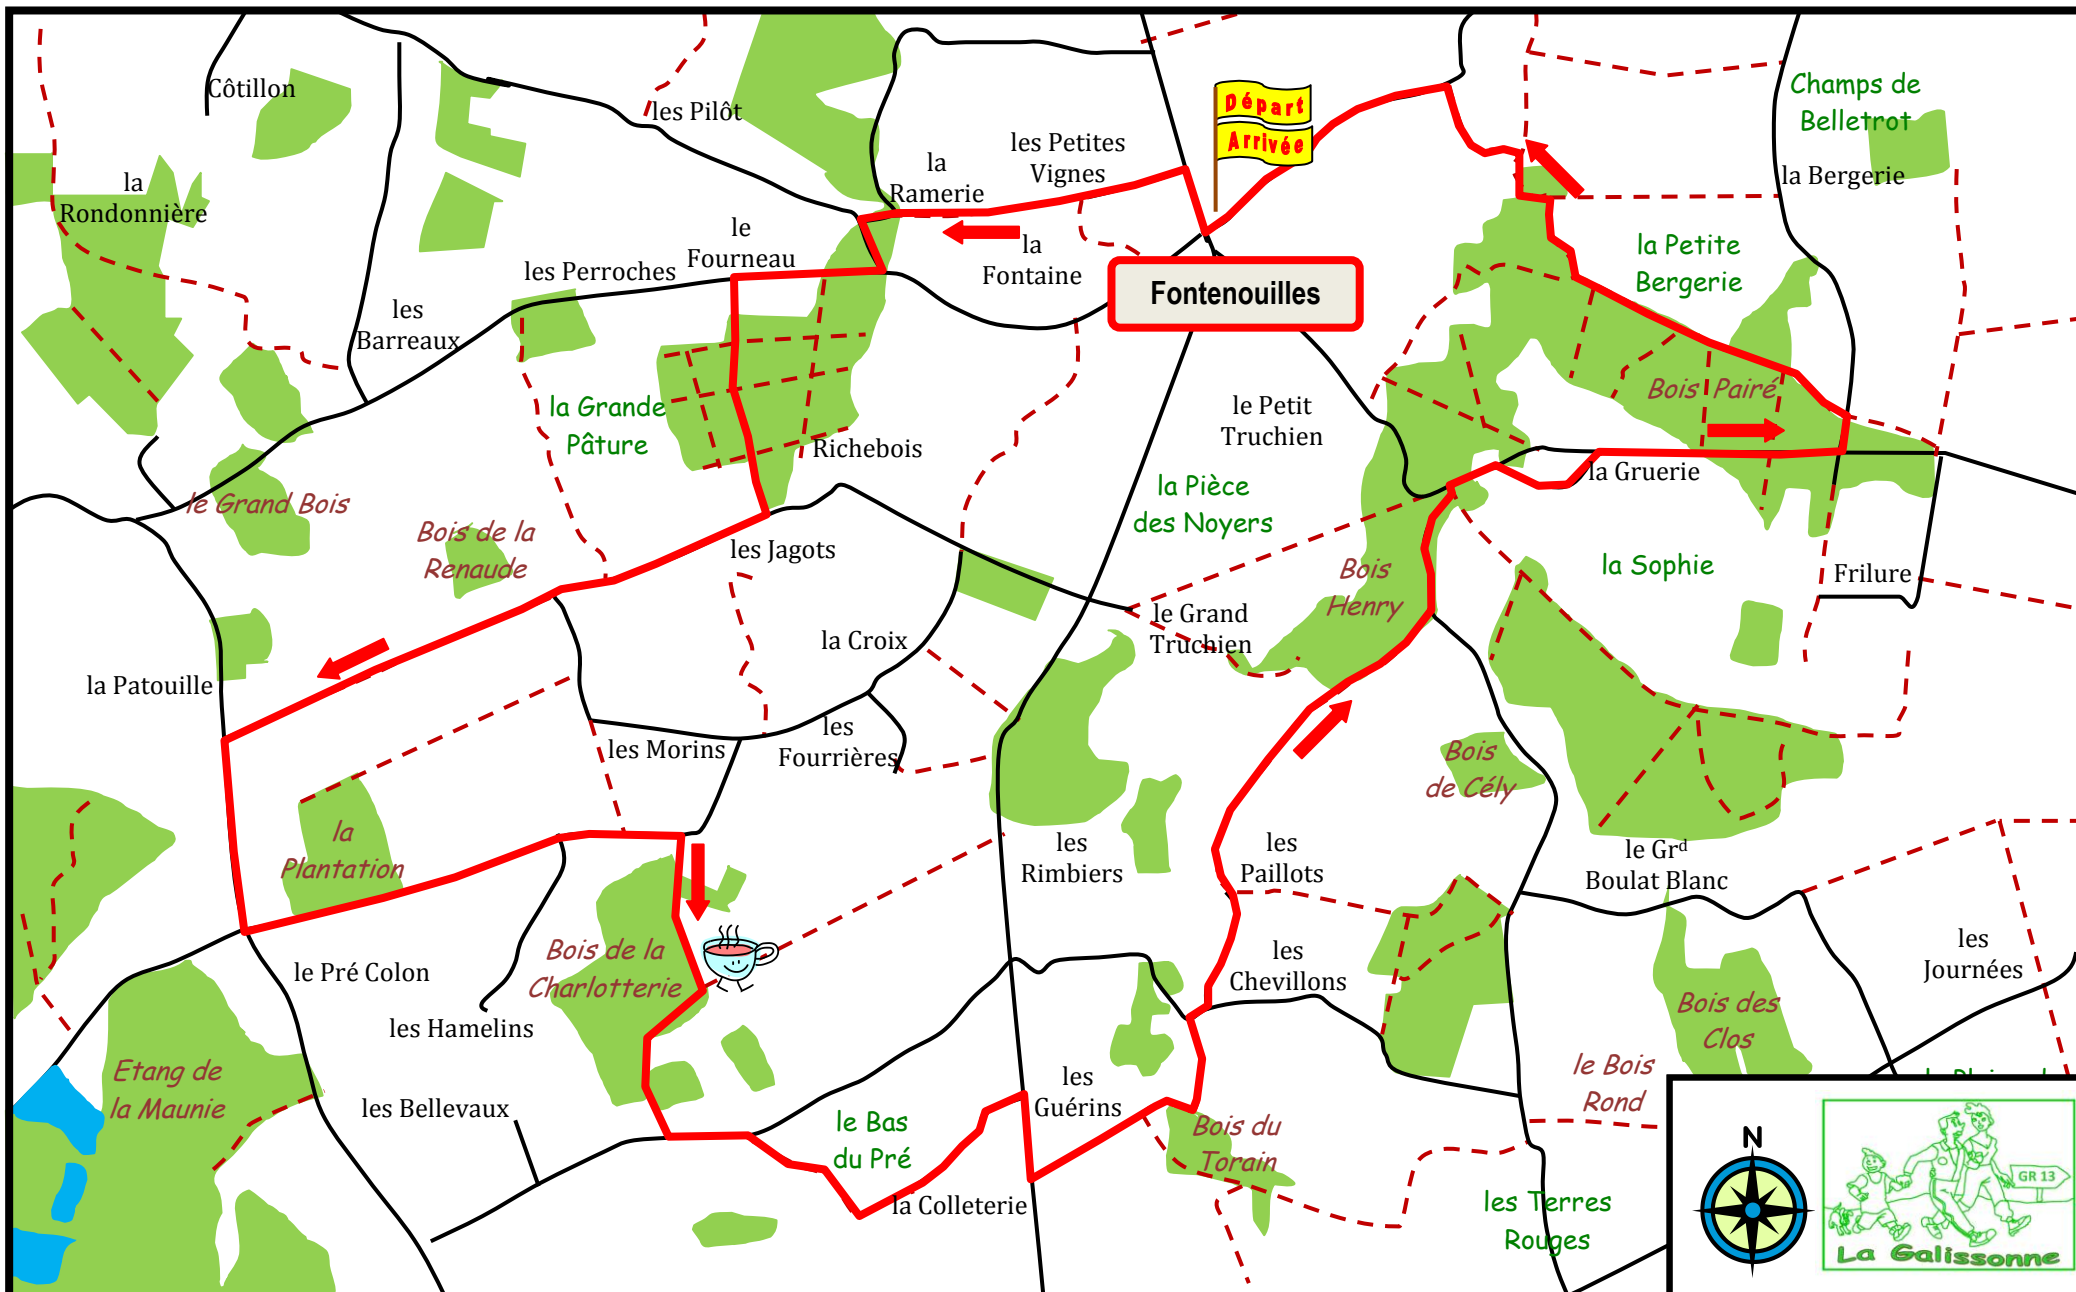 Côtillon
les Pilôt
Départ
Arrivée
Champs de
Belletrot
la Bergerie
les Petites
Vignes
la
Ramerie
la
Rondonnière
le
Fourneau
les Perroches
la
Fontaine
Fontenouilles
la Petite
Bergerie
les
Barreaux
la Grande
Pâture
Richebois
le Petit
Truchien
Bois Pairé
la Gruerie
le Grand Bois
Bois de la
Renaude
les Jagots
la Pièce
des Noyers
Bois
Henry
la Sophie
Frilure
le Grand
Truchien
la Croix
la Patouille
les Morins
les
Fourrières
Bois
de Cély
la
Plantation
les
Rimbiers
les
Paillots
le Grd
Boulat Blanc
le Pré Colon
Bois de la
Charlotterie
les
Chevillons
les
Journées
les Hamelins
Bois des
Clos
Etang de
la Maunie
les Bellevaux
le Bas
du Pré
les
Guérins
le Bois
Rond
Bois du
Torain
la Colleterie
les Terres
Rouges
N
GR 13
La Galissonne